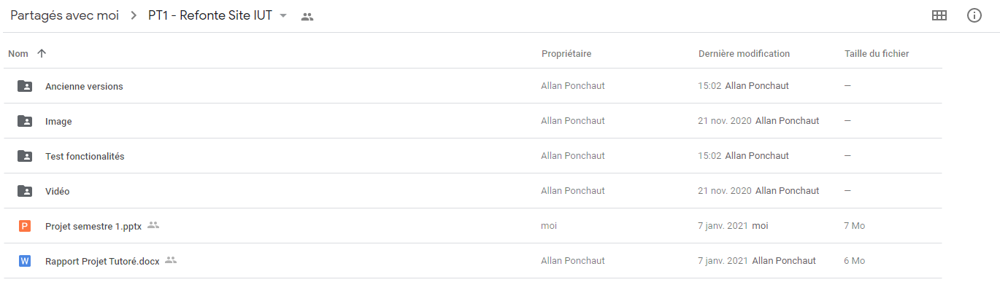 Partagés avec moi > PT1 - Refonte Site IUT
Nom Propriétaire Dernière modification Taille du fichier
Ancienne versions Allan Ponchaut 15:02 Allan Ponchaut —
Image Allan Ponchaut 21 nov. 2020 Allan Ponchaut —
Test fonctionalités Allan Ponchaut 15:02 Allan Ponchaut —
Vidéo Allan Ponchaut 21 nov. 2020 Allan Ponchaut —
P Projet semestre 1.pptx moi 7 janv. 2021 moi 7 Mo
W Rapport Projet Tutoré.docx Allan Ponchaut 7 janv. 2021 Allan Ponchaut 6 Mo